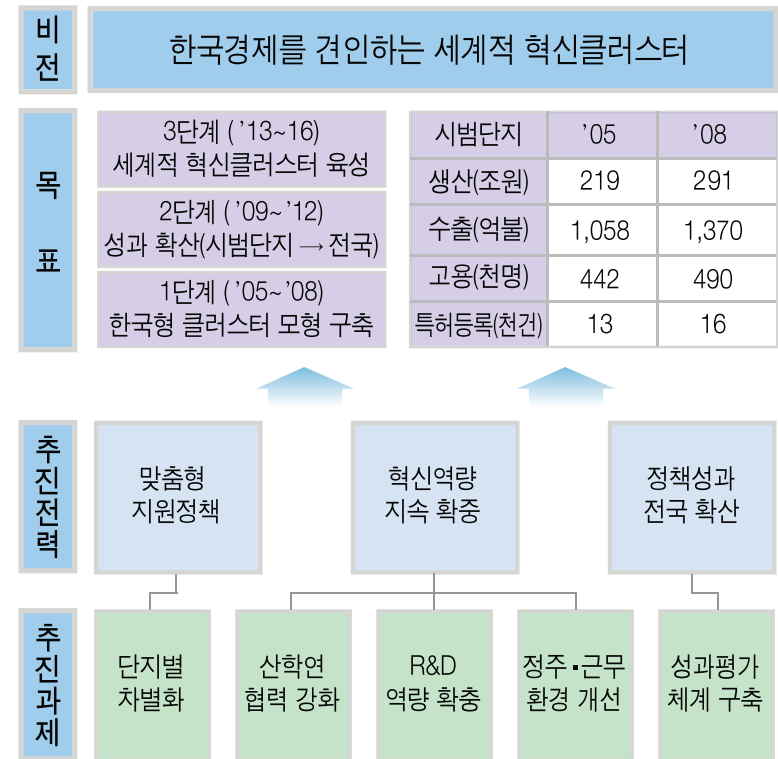 비전
한국경제를 견인하는 세계적 혁신클러스터
목표
3단계 ( ’13~16)
세계적 혁신클러스터 육성
2단계 ( ’09~ ’12)
성과 확산(시범단지 → 전국)
1단계 ( ’05~ ’08)
한국형 클러스터 모형 구축
시범단지 ’05 ’08
생산(조원) 219 291
수출(억불) 1,058 1,370
고용(천명) 442 490
특허등록(천건) 13 16
추진전력
맞춤형
지원정책
혁신역량
지속 확중
정책성과
전국 확산
추진과제
단지별
차별화
산학연
협력 강화
R&D
역량 확충
정주 ·근무
환경 개선
성과평가
체계 구축